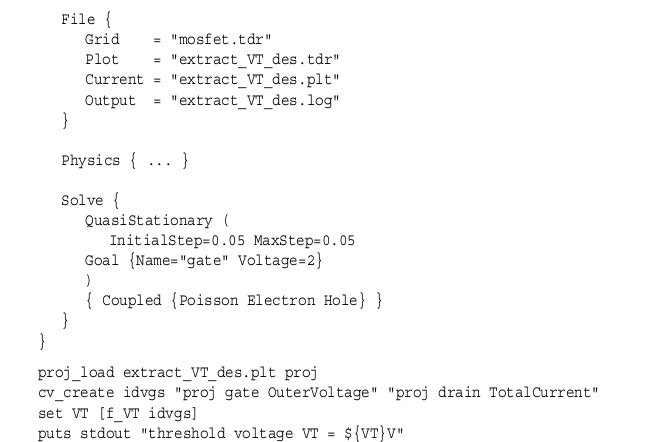 File {
Grid = "mosfet.tdr"
Plot = "extract_VT_des.tdr"
Current = "extract_VT_des.plt"
Output = "extract_VT_des.log"
}
Physics { ... }
Solve {
QuasiStationary (
InitialStep=0.05 MaxStep=0.05
Goal {Name="gate" Voltage=2}
)
{ Coupled {Poisson Electron Hole} }
}
}
proj_load extract_VT_des.plt proj
cv_create idvgs "proj gate OuterVoltage" "proj drain TotalCurrent"
set VT [f_VT idvgs]
puts stdout "threshold voltage VT = ${VT}V"